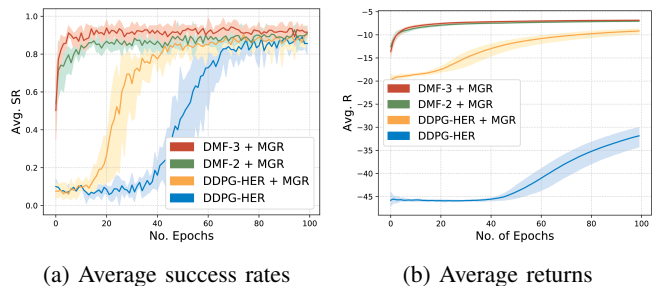 1.0
0.8
0.6
0.4
0.2
0.0
Avg. SR
0 20 40 60 80 100
No. Epochs
DMF-3 + MGR
DMF-2 + MGR
DDPG-HER + MGR
DDPG-HER
(a) Average success rates
−5
−10
−15
−20
−25
−30
−35
−40
−45
Avg. R
0 20 40 60 80 100
No. of Epochs
DMF-3 + MGR
DMF-2 + MGR
DDPG-HER + MGR
DDPG-HER
(b) Average returns